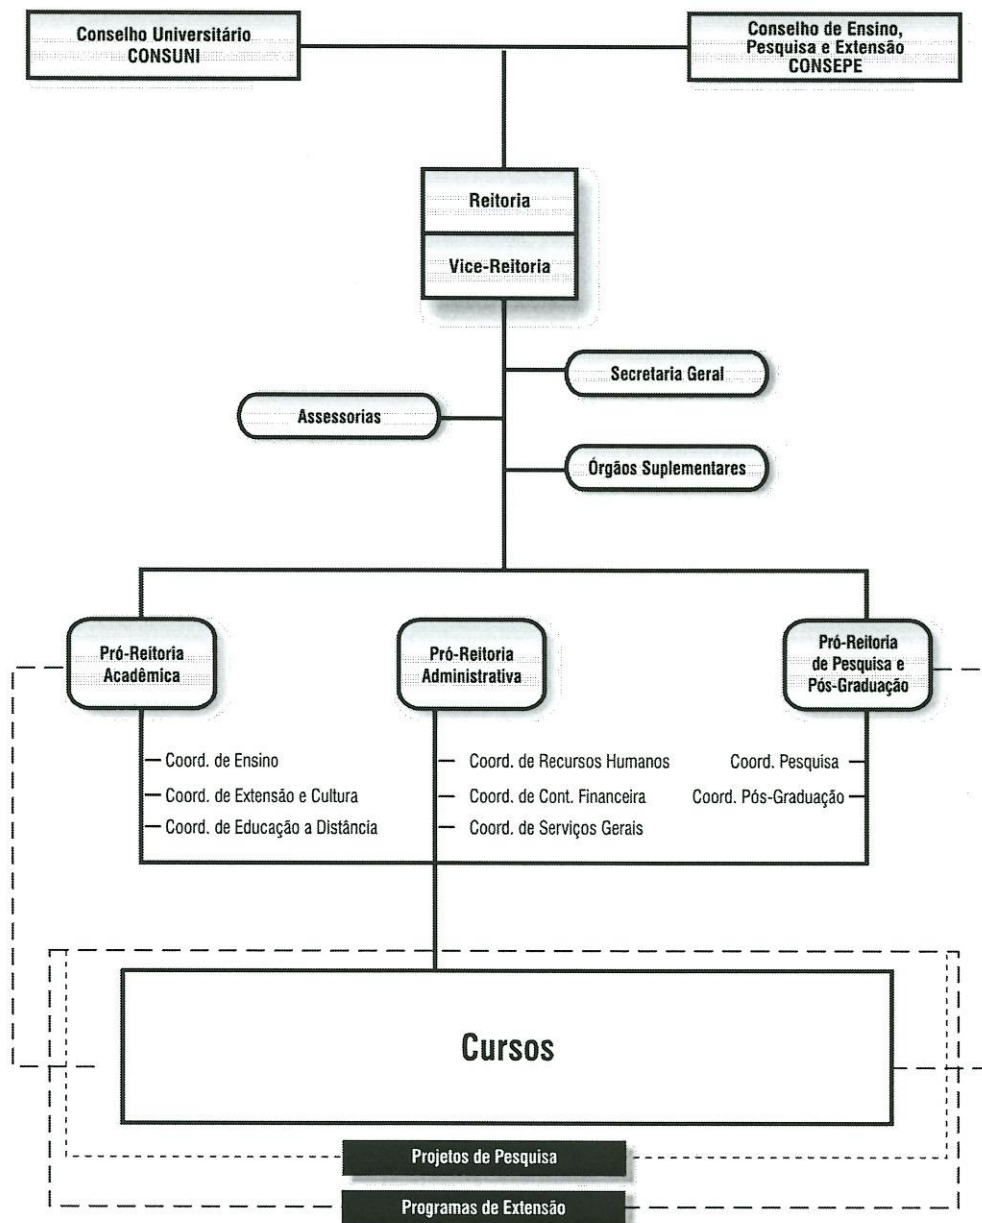 Conselho Universitário
CONSUNI
Conselho de Ensino,
Pesquisa e Extensão
CONSEPE
Reitoria
Vice-Reitoria
Secretaria Geral
Assessorias
Órgãos Suplementares
Pró-Reitoria
Acadêmica
Pró-Reitoria
Administrativa
Pró-Reitoria
de Pesquisa e
Pós-Graduação
Coord. de Ensino
Coord. de Extensão e Cultura
Coord. de Educação a Distância
Coord. de Recursos Humanos
Coord. de Cont. Financeira
Coord. de Serviços Gerais
Coord. Pesquisa
Coord. Pós-Graduação
Cursos
Projetos de Pesquisa
Programas de Extensão